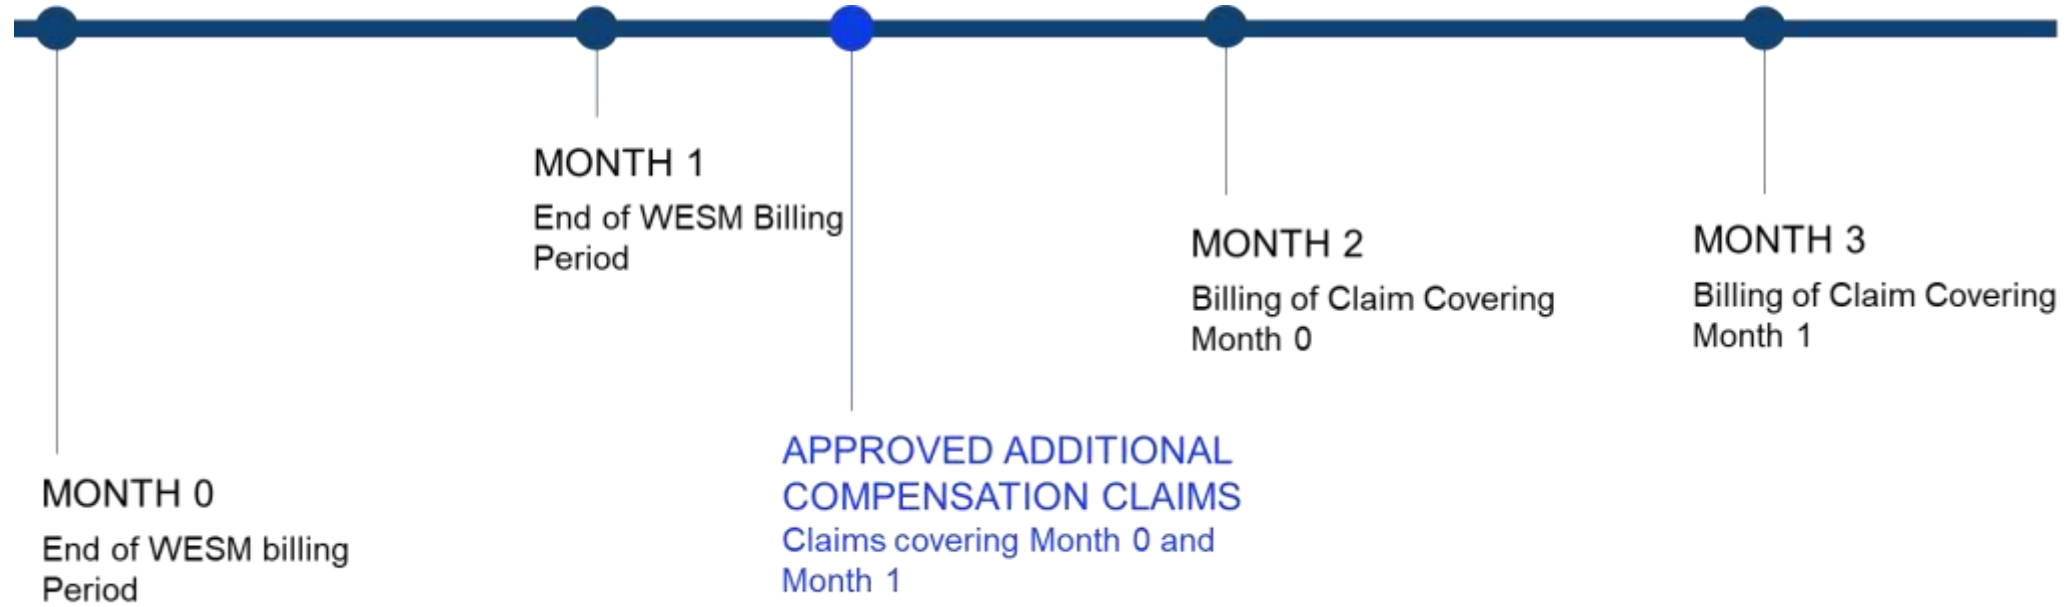 MONTH 0
End of WESM billing
Period
MONTH 1
End of WESM Billing
Period
APPROVED ADDITIONAL
COMPENSATION CLAIMS
Claims covering Month 0 and
Month 1
MONTH 2
Billing of Claim Covering
Month 0
MONTH 3
Billing of Claim Covering
Month 1